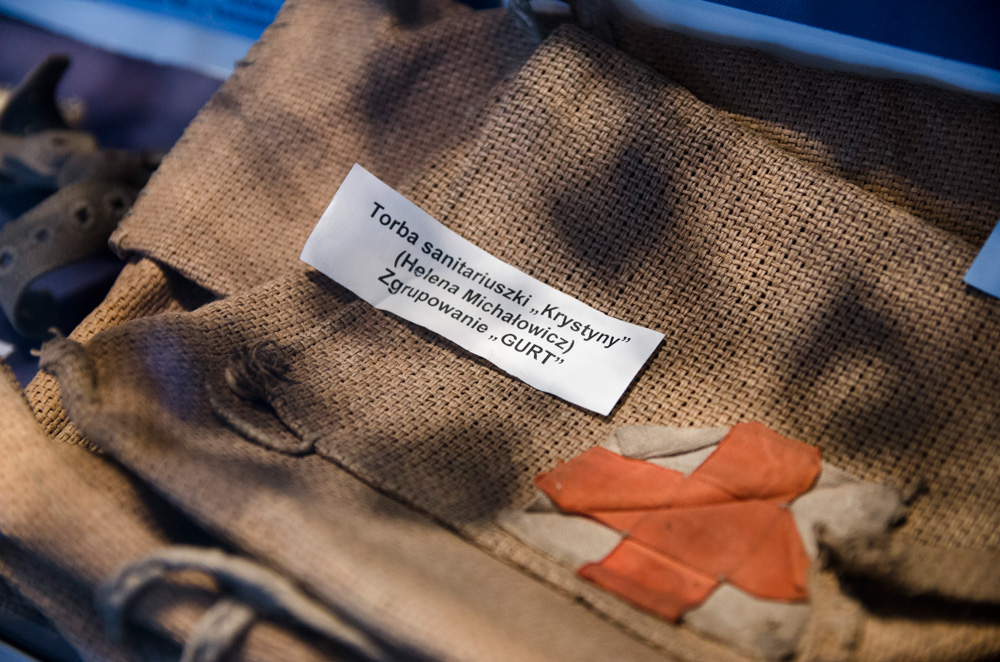 Torba sanitariuszki „Krystyny”
(Helena Michałowicz)
Zgrupowanie „GURT”